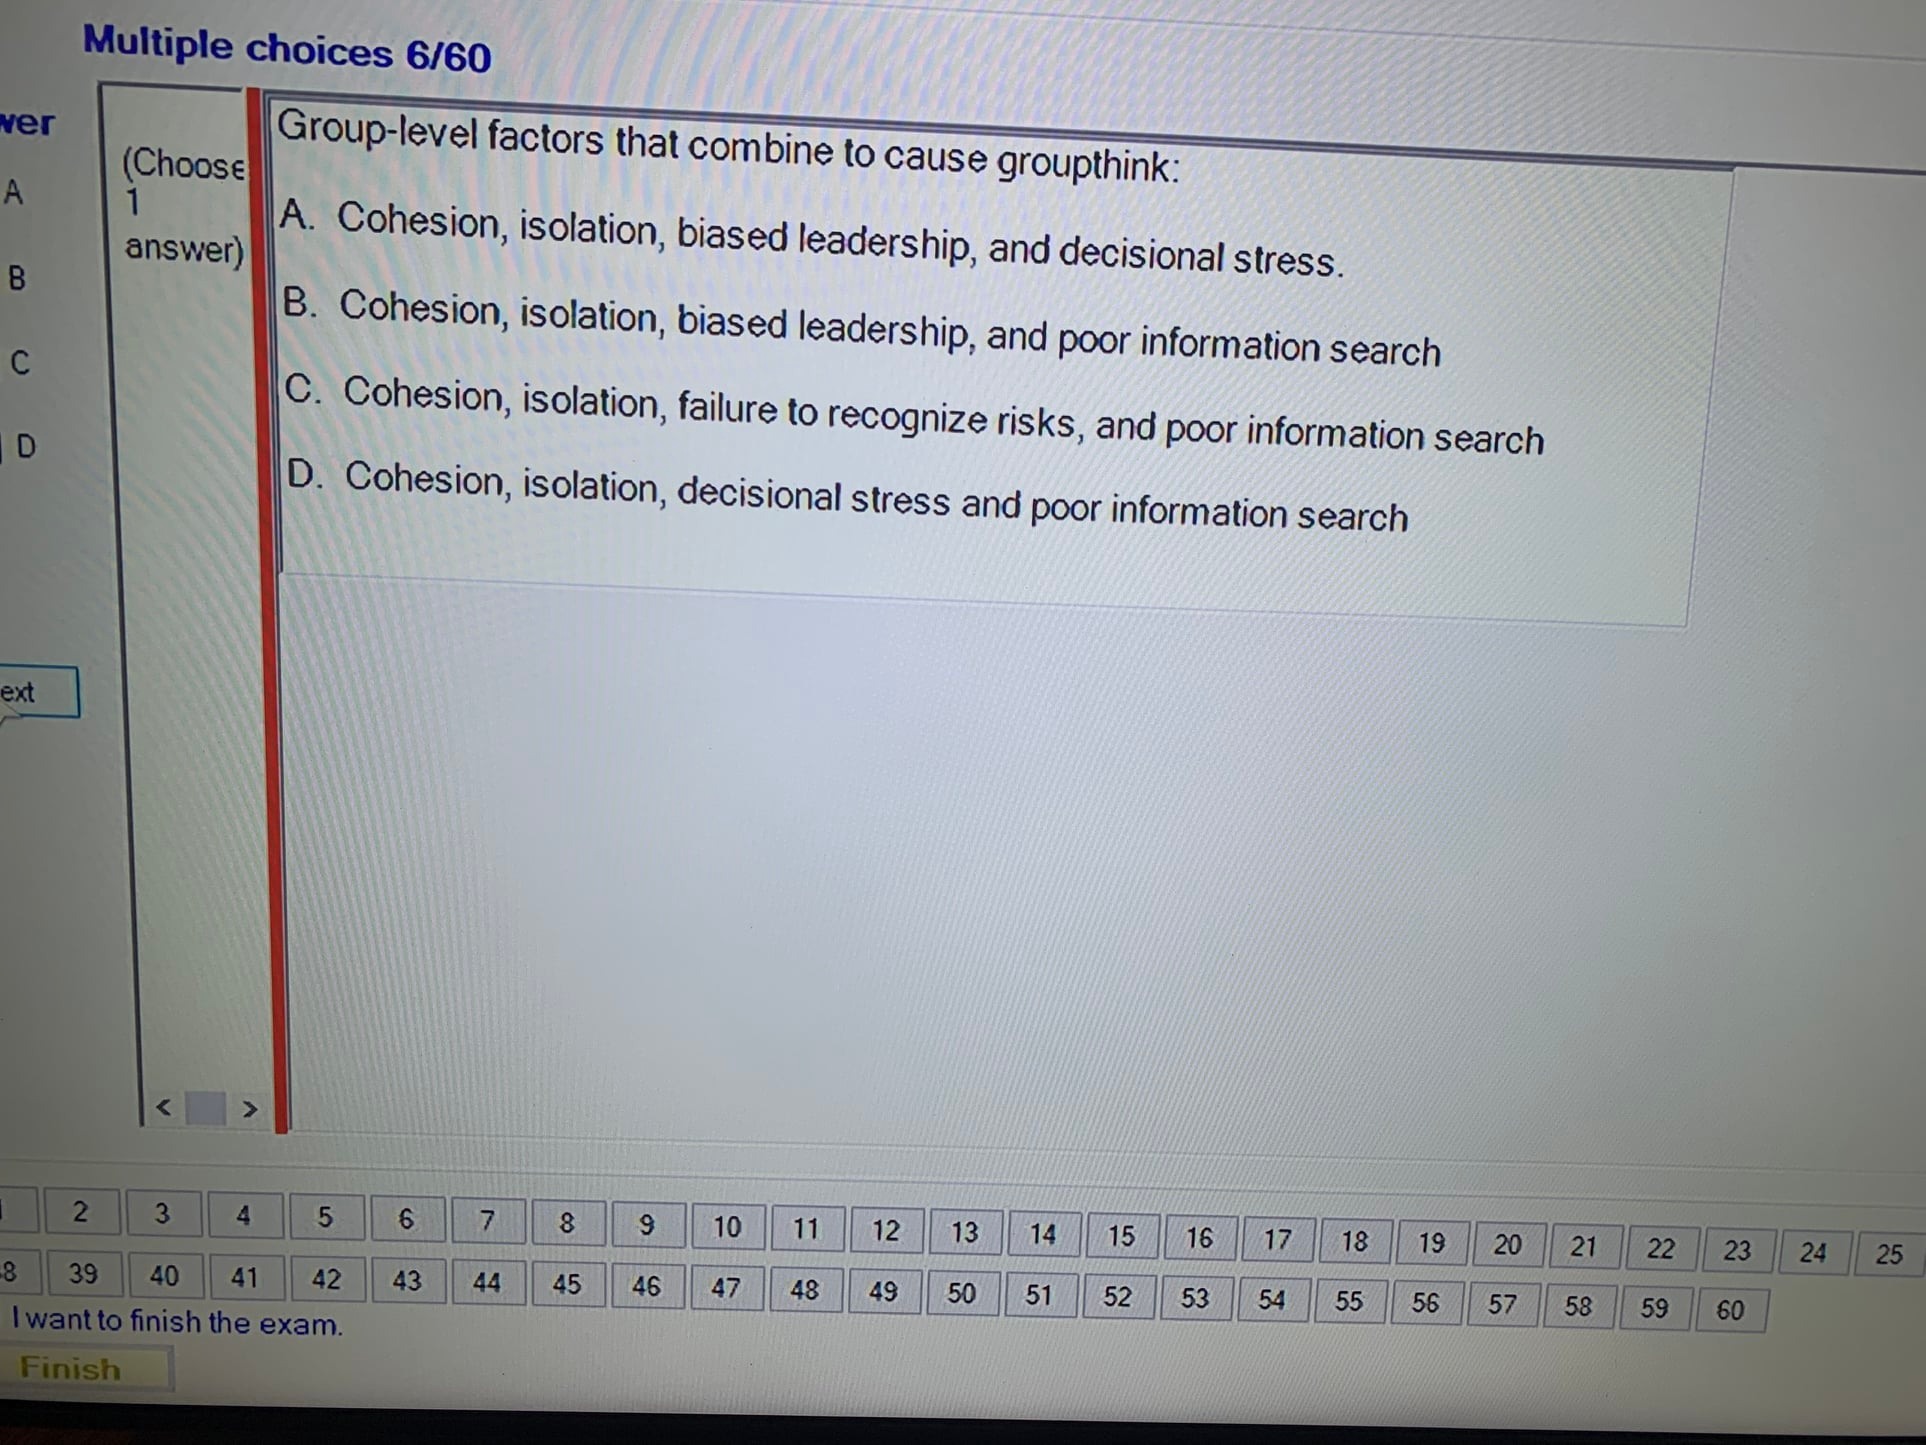 Multiple choices 6/60
wer
A
B
C
D
(Choose
1
answer)
Group-level factors that combine to cause groupthink:
A. Cohesion, isolation, biased leadership, and decisional stress.
B. Cohesion, isolation, biased leadership, and poor information search
C. Cohesion, isolation, failure to recognize risks, and poor information search
D. Cohesion, isolation, decisional stress and poor information search
ext
< >
2 3 4 5 6 7 8 9 10 11 12 13 14 15 16 17 18 19 20 21 22 23 24 25
8 39 40 41 42 43 44 45 46 47 48 49 50 51 52 53 54 55 56 57 58 59 60
I want to finish the exam.
Finish